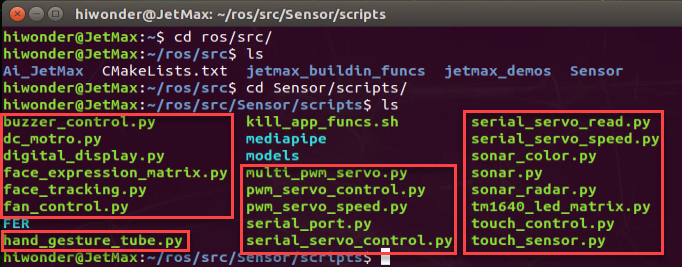 hiwonder@JetMax: ~/ros/src/Sensor/scripts
hiwonder@JetMax:~$ cd ros/src/
hiwonder@JetMax:~/ros/src$ ls
Ai_JetMax CMakeLists.txt jetmax_buildin_funcs jetmax_demos Sensor
hiwonder@JetMax:~/ros/src$ cd Sensor/scripts/
hiwonder@JetMax:~/ros/src/Sensor/scripts$ ls
buzzer_control.py kill_app_funcs.sh serial_servo_read.py
dc_motro.py mediapipe serial_servo_speed.py
digital_display.py models sonar_color.py
face_expression_matrix.py multi_pwm_servo.py sonar.py
face_tracking.py pwm_servo_control.py sonar_radar.py
fan_control.py pwm_servo_speed.py tm1640_led_matrix.py
FER serial_port.py touch_control.py
hand_gesture_tube.py serial_servo_control.py touch_sensor.py
hiwonder@JetMax:~/ros/src/Sensor/scripts$